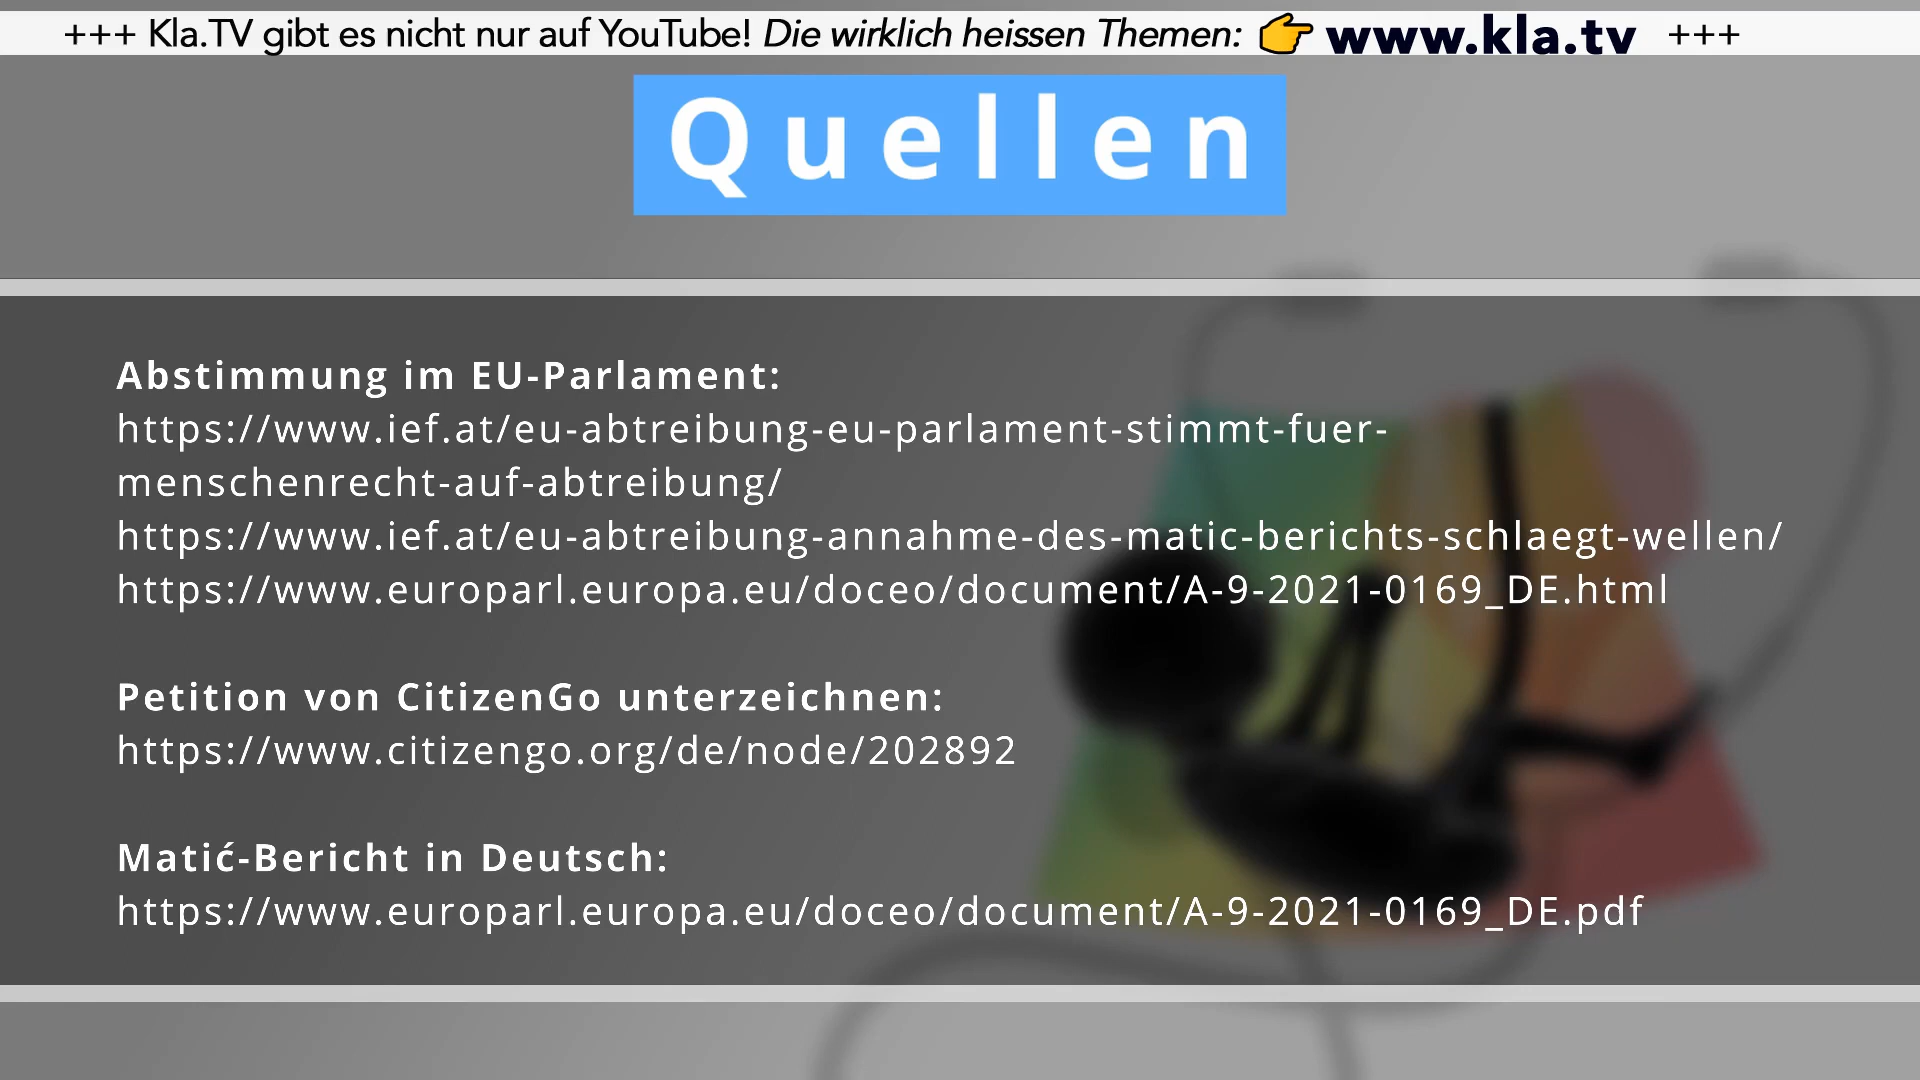 +++ Kla.TV gibt es nicht nur auf YouTube! Die wirklich heissen Themen: 👉 www.kla.tv +++
Quellen
Abstimmung im EU-Parlament:
https://www.ief.at/eu-abtreibung-eu-parlament-stimmt-fuer-
menschenrecht-auf-abtreibung/
https://www.ief.at/eu-abtreibung-annahme-des-matic-berichts-schlaegt-wellen/
https://www.europarl.europa.eu/doceo/document/A-9-2021-0169_DE.html
Petition von CitizenGo unterzeichnen:
https://www.citizengo.org/de/node/202892
Matić-Bericht in Deutsch:
https://www.europarl.europa.eu/doceo/document/A-9-2021-0169_DE.pdf